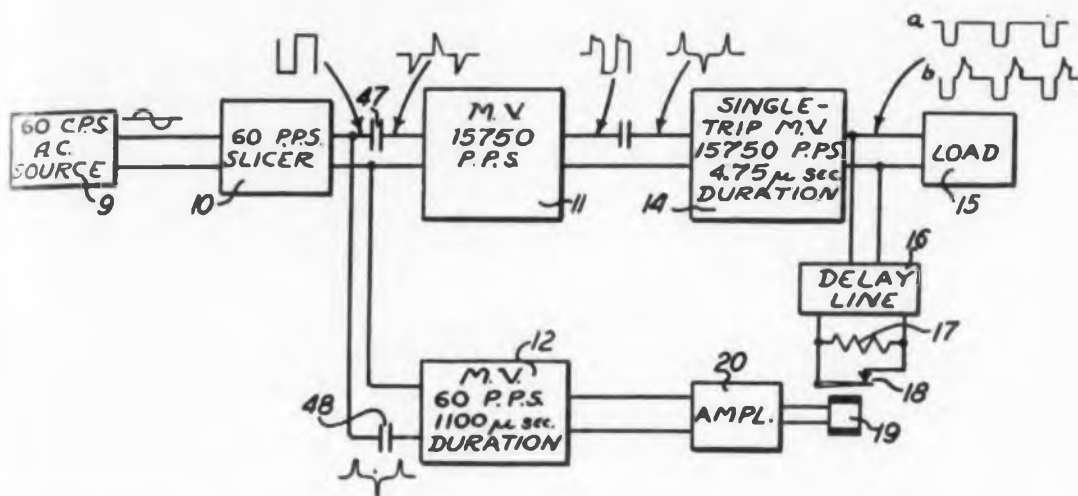 a
b
47
60 C.P.S.
A.C.
SOURCE
9
60 P.P.S.
SLICER
10
M.V.
15750
P.P.S
11
SINGLE-
TRIP M.V.
15750 P.P.S.
4.75 μ sec.
DURATION
14
LOAD
15
16
DELAY
LINE
17
18
12
M.V.
60 P.P.S.
1100 μ sec.
DURATION
48
20
AMPL.
19